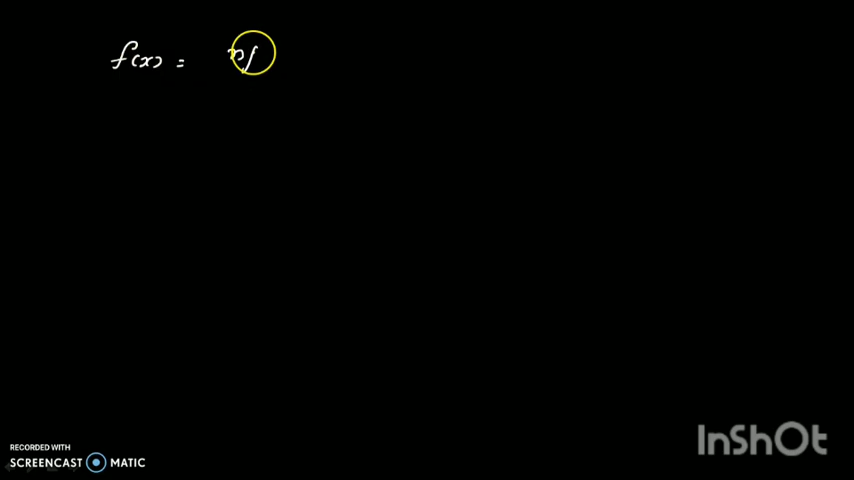 f(x) =
RECORDED WITH
SCREENCAST MATIC
InShOt